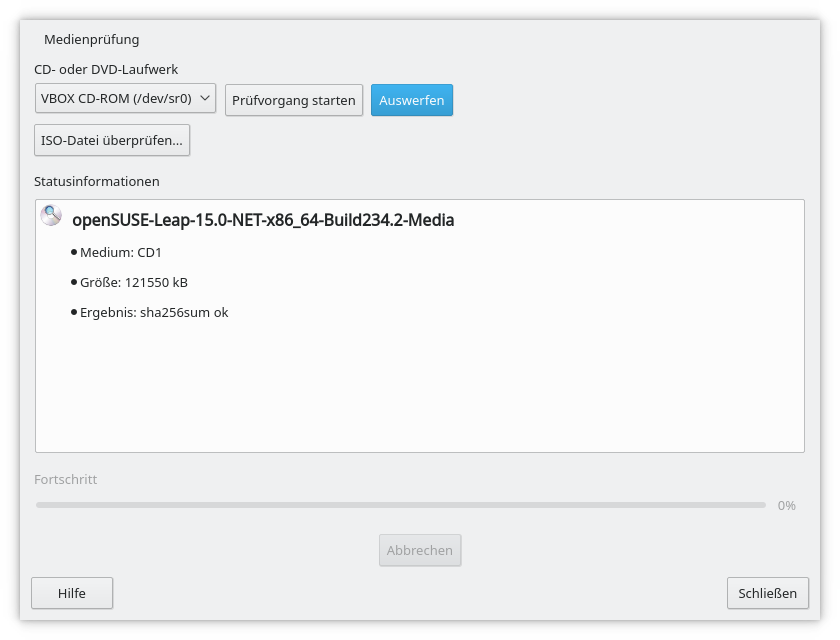 Medienprüfung
CD- oder DVD-Laufwerk
VBOX CD-ROM (/dev/sr0) Prüfvorgang starten Auswerfen
ISO-Datei überprüfen...
Statusinformationen
openSUSE-Leap-15.0-NET-x86_64-Build234.2-Media
• Medium: CD1
• Größe: 121550 kB
• Ergebnis: sha256sum ok
Fortschritt
0%
Abbrechen
Hilfe Schließen